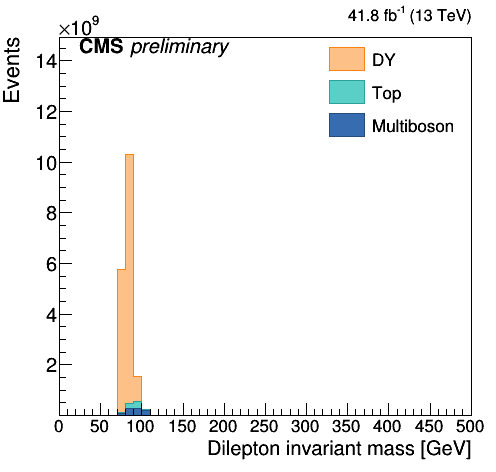 41.8 fb⁻¹ (13 TeV)
×10⁹
CMS preliminary
Events
14
12
10
8
6
4
2
DY
Top
Multiboson
0 50 100 150 200 250 300 350 400 450 500
Dilepton invariant mass [GeV]